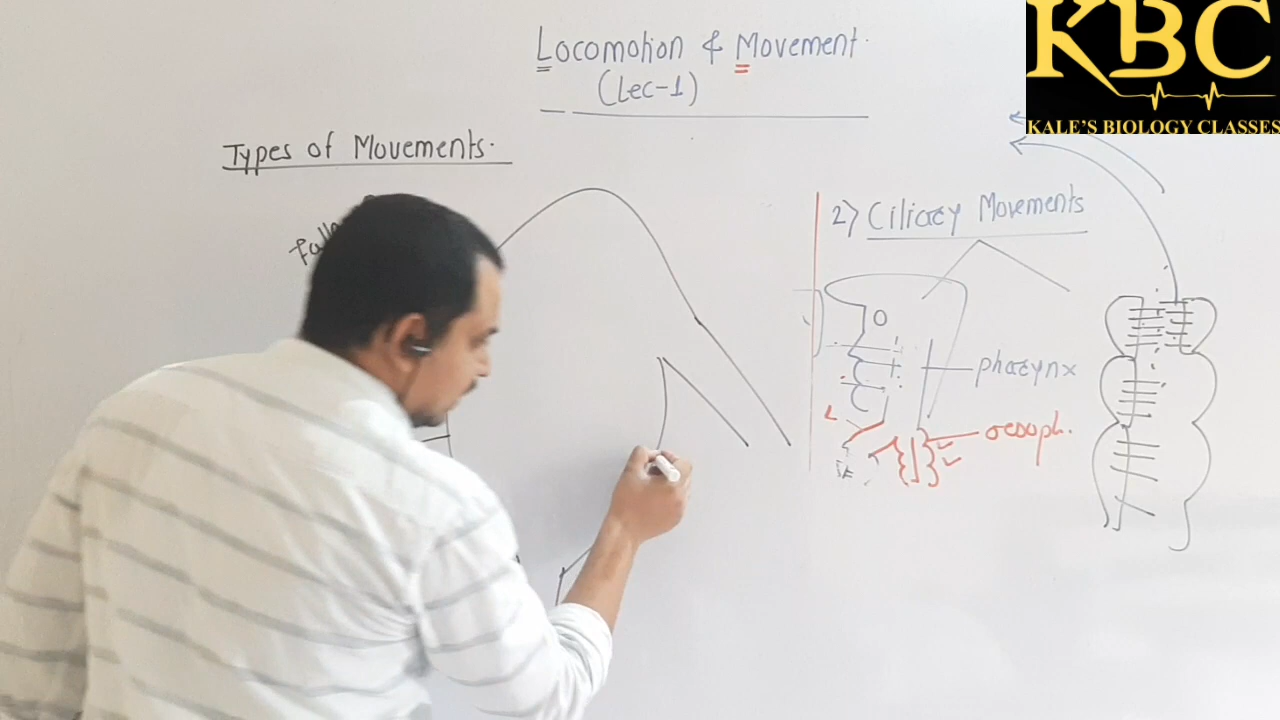 KBC
KALE'S BIOLOGY CLASSES
Locomotion & Movement.
(Lec-1)
Types of Movements.
2) Ciliary Movements
pharynx
oesoph.